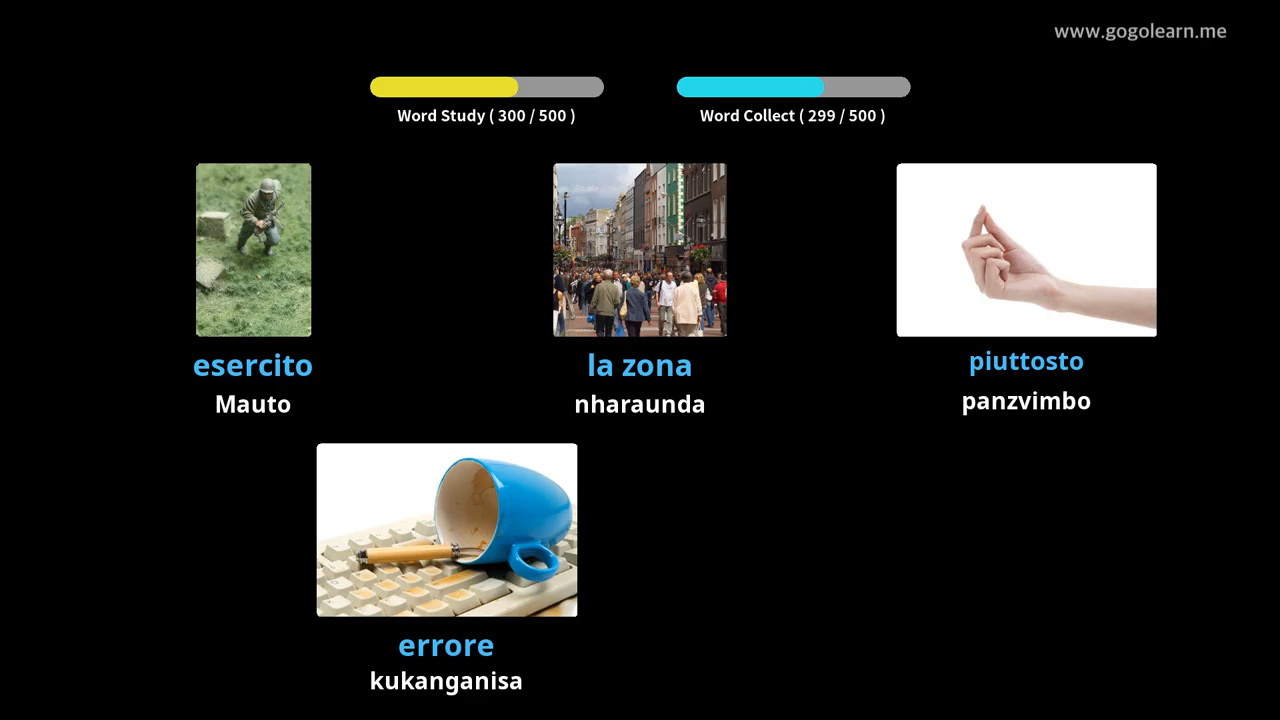 www.gogolearn.me
Word Study ( 300 / 500 )
Word Collect ( 299 / 500 )
esercito
Mauto
la zona
nharaunda
piuttosto
panzvimbo
errore
kukanganisa